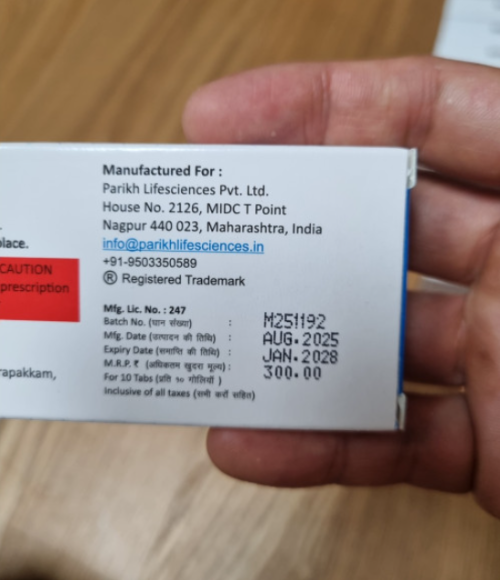 Manufactured For :
Parikh Lifesciences Pvt. Ltd.
House No. 2126, MIDC T Point
Nagpur 440 023, Maharashtra, India
info@parikhlifesciences.in
+91-9503350589
® Registered Trademark
place.
CAUTION
prescription
rapakkam,
Mfg. Lic. No. : 247
Batch No. (घान संख्या) : M251192
Mfg. Date (उत्पादन की तिथि) : AUG.2025
Expiry Date (समाप्ति की तिथि) : JAN.2028
M.R.P. ₹ (अधिकतम खुदरा मूल्य) : 300.00
For 10 Tabs (प्रति १० गोलियों )
Inclusive of all taxes (सभी करों सहित)